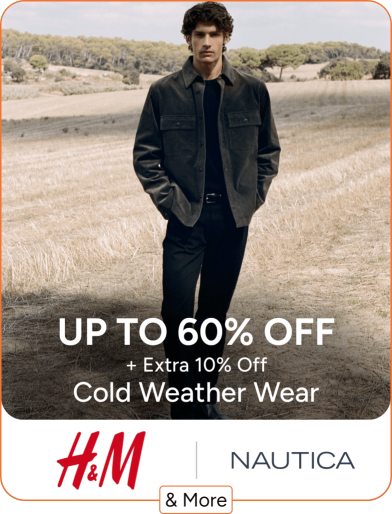 UP TO 60% OFF
+ Extra 10% Off
Cold Weather Wear
H&M
NAUTICA
& More